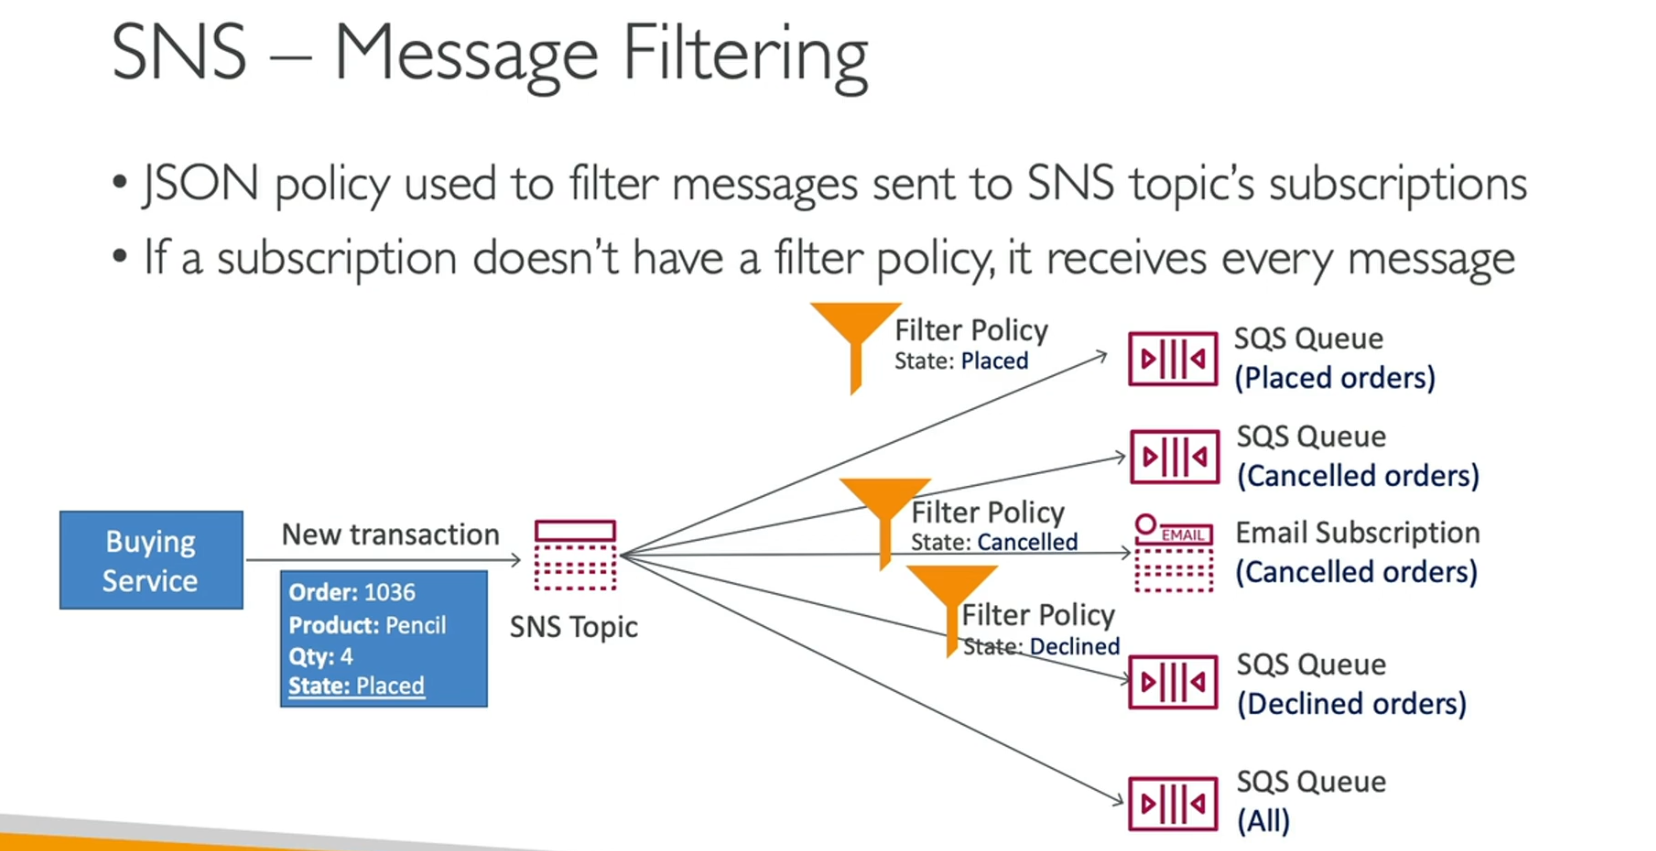 SNS – Message Filtering
• JSON policy used to filter messages sent to SNS topic's subscriptions
• If a subscription doesn't have a filter policy, it receives every message
Filter Policy
State: Placed
SQS Queue
(Placed orders)
SQS Queue
(Cancelled orders)
Buying
Service
New transaction
Order: 1036
Product: Pencil
Qty: 4
State: Placed
SNS Topic
Filter Policy
State: Cancelled
EMAIL
Email Subscription
(Cancelled orders)
Filter Policy
State: Declined
SQS Queue
(Declined orders)
SQS Queue
(All)